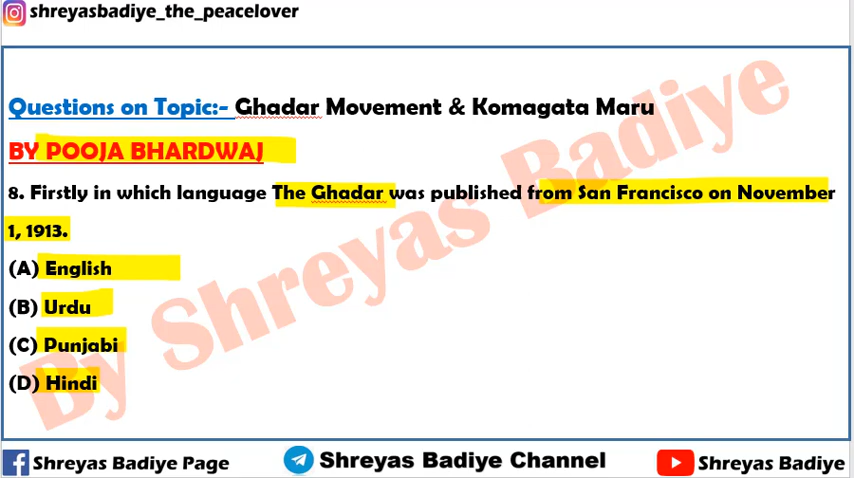 shreyasbadiye_the_peacelover
Questions on Topic:- Ghadar Movement & Komagata Maru
BY POOJA BHARDWAJ
8. Firstly in which language The Ghadar was published from San Francisco on November
1, 1913.
(A) English
(B) Urdu
(C) Punjabi
(D) Hindi
By Shreyas Badiye
Shreyas Badiye Page
Shreyas Badiye Channel
Shreyas Badiye